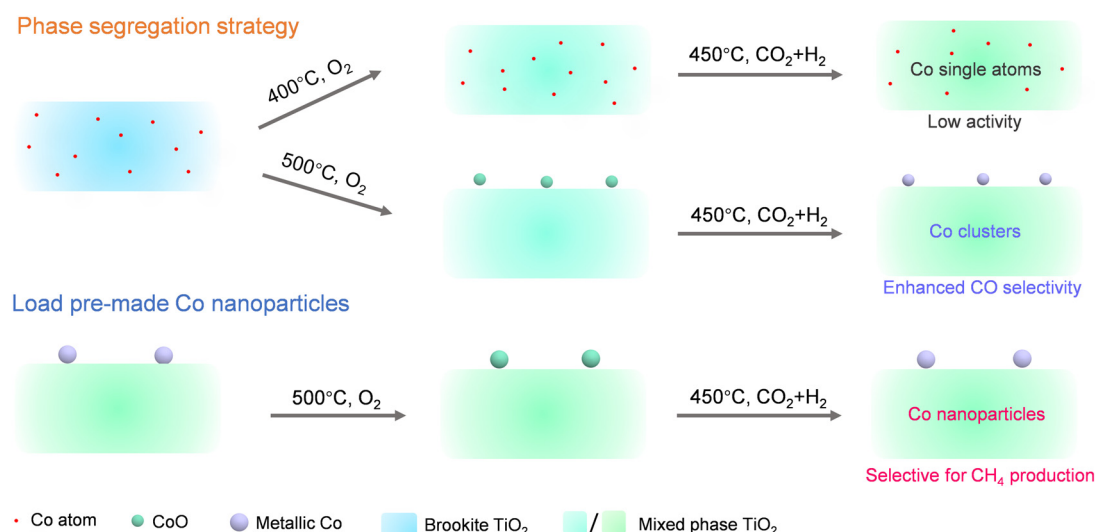 Phase segregation strategy
400°C, O₂
450°C, CO₂+H₂
Co single atoms
Low activity
500°C, O₂
450°C, CO₂+H₂
Co clusters
Enhanced CO selectivity
Load pre-made Co nanoparticles
500°C, O₂
450°C, CO₂+H₂
Co nanoparticles
Selective for CH₄ production
Co atom CoO Metallic Co Brookite TiO₂ / Mixed phase TiO₂